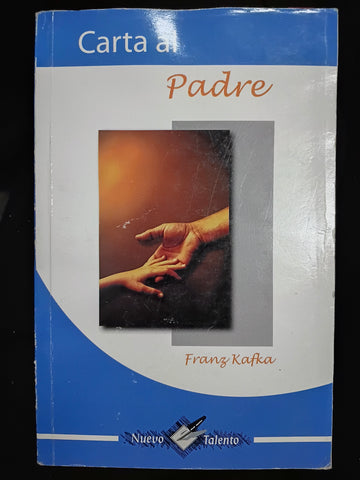 Carta al
Padre
Franz Kafka
Nuevo Talento